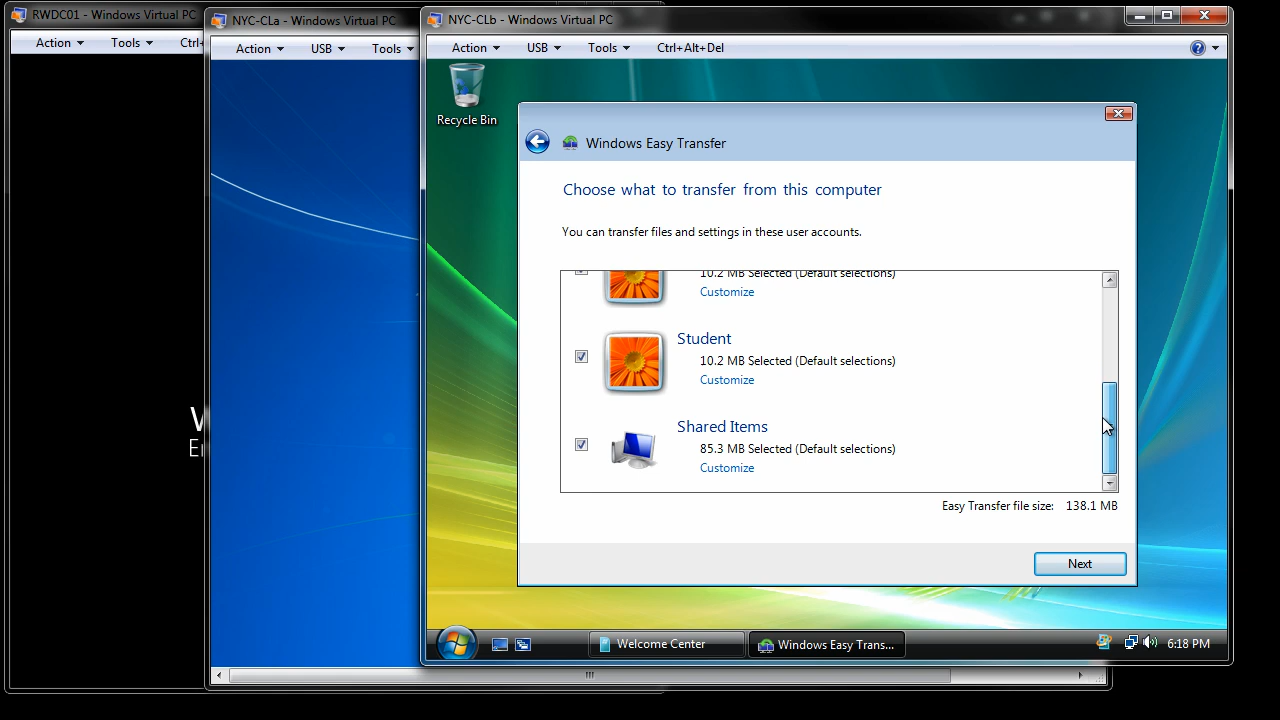 RWDC01 - Windows Virtual PC
Action Tools Ctrl+
NYC-CLa - Windows Virtual PC
Action USB Tools
NYC-CLb - Windows Virtual PC
Action USB Tools Ctrl+Alt+Del
Recycle Bin
Windows Easy Transfer
Choose what to transfer from this computer
You can transfer files and settings in these user accounts.
10.2 MB Selected (Default selections)
Customize
Student
10.2 MB Selected (Default selections)
Customize
Shared Items
85.3 MB Selected (Default selections)
Customize
Easy Transfer file size: 138.1 MB
Next
Welcome Center
Windows Easy Trans...
6:18 PM